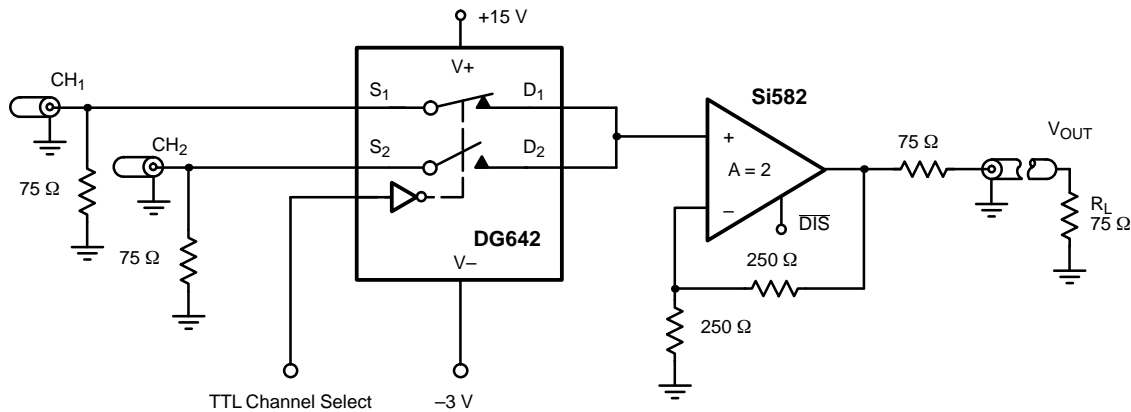 +15 V
CH1
V+
S1
D1
Si582
CH2
S2
D2
+
75 Ω
VOUT
A = 2
75 Ω
–
DIS
RL
75 Ω
DG642
75 Ω
V–
250 Ω
250 Ω
TTL Channel Select
–3 V